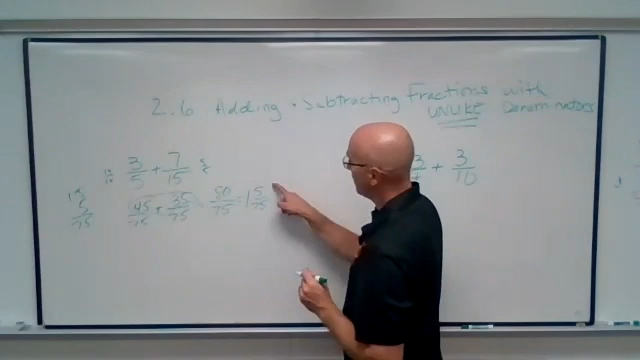 2.6 Adding + Subtracting Fractions with
UNLIKE Denominators
3/5 + 7/15
45/75 + 35/75 = 80/75 = 1 5/75
3/ + 3/10